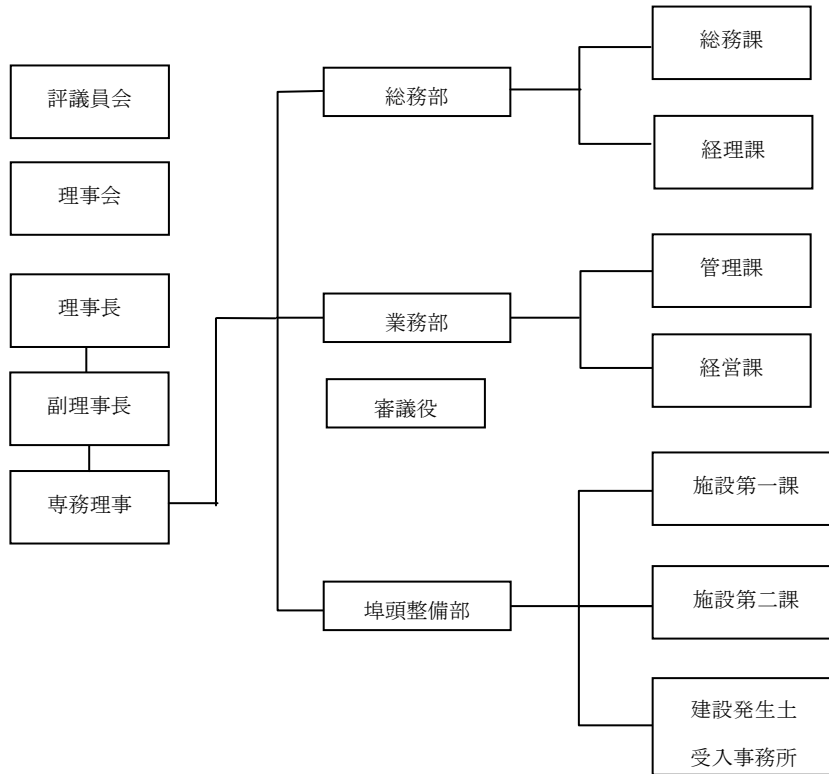 評議員会
理事会
理事長
副理事長
専務理事
総務部
業務部
審議役
埠頭整備部
総務課
経理課
管理課
経営課
施設第一課
施設第二課
建設発生土
受入事務所